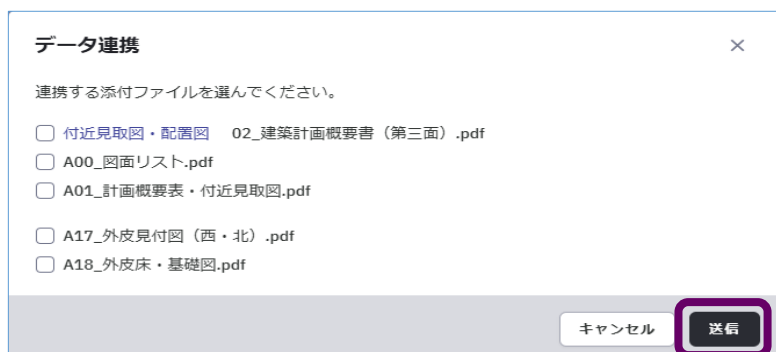 データ連携
×
連携する添付ファイルを選んでください。
付近見取図・配置図 02_建築計画概要書（第三面）.pdf
A00_図面リスト.pdf
A01_計画概要表・付近見取図.pdf
A17_外皮見付図（西・北）.pdf
A18_外皮床・基礎図.pdf
キャンセル 送信